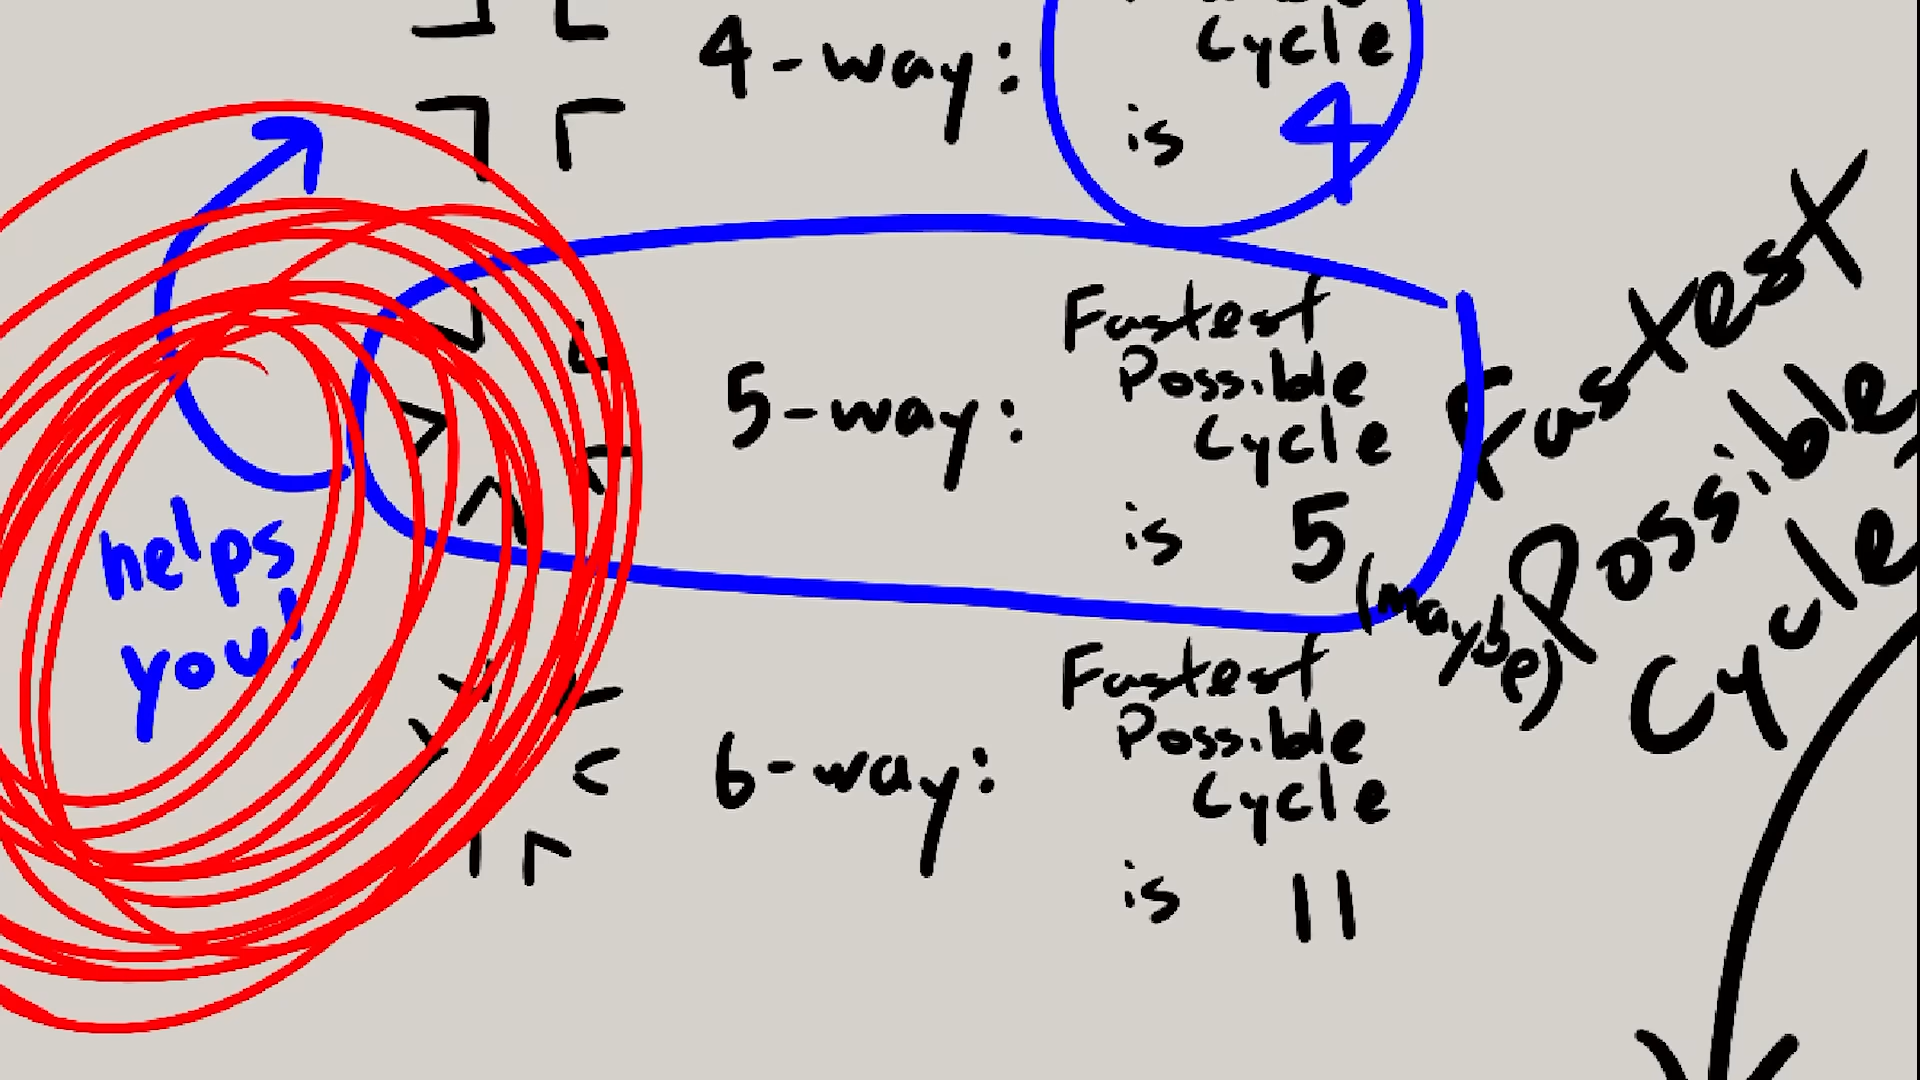 Cycle
4-way:
is 4
Fastest
Possible
Cycle
5-way:
is 5
(maybe)
helps
you!
Fastest
Possible
Cycle
6-way:
is 11
Fastest
Possible
Cycle